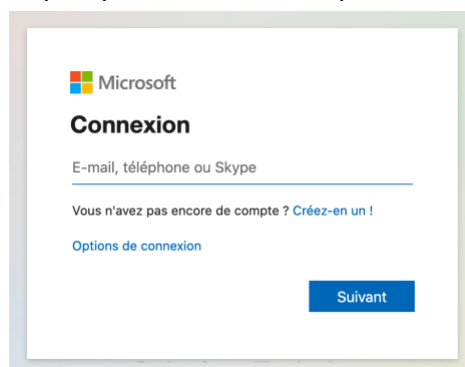 Microsoft
Connexion
E-mail, téléphone ou Skype
Vous n'avez pas encore de compte ? Créez-en un !
Options de connexion
Suivant